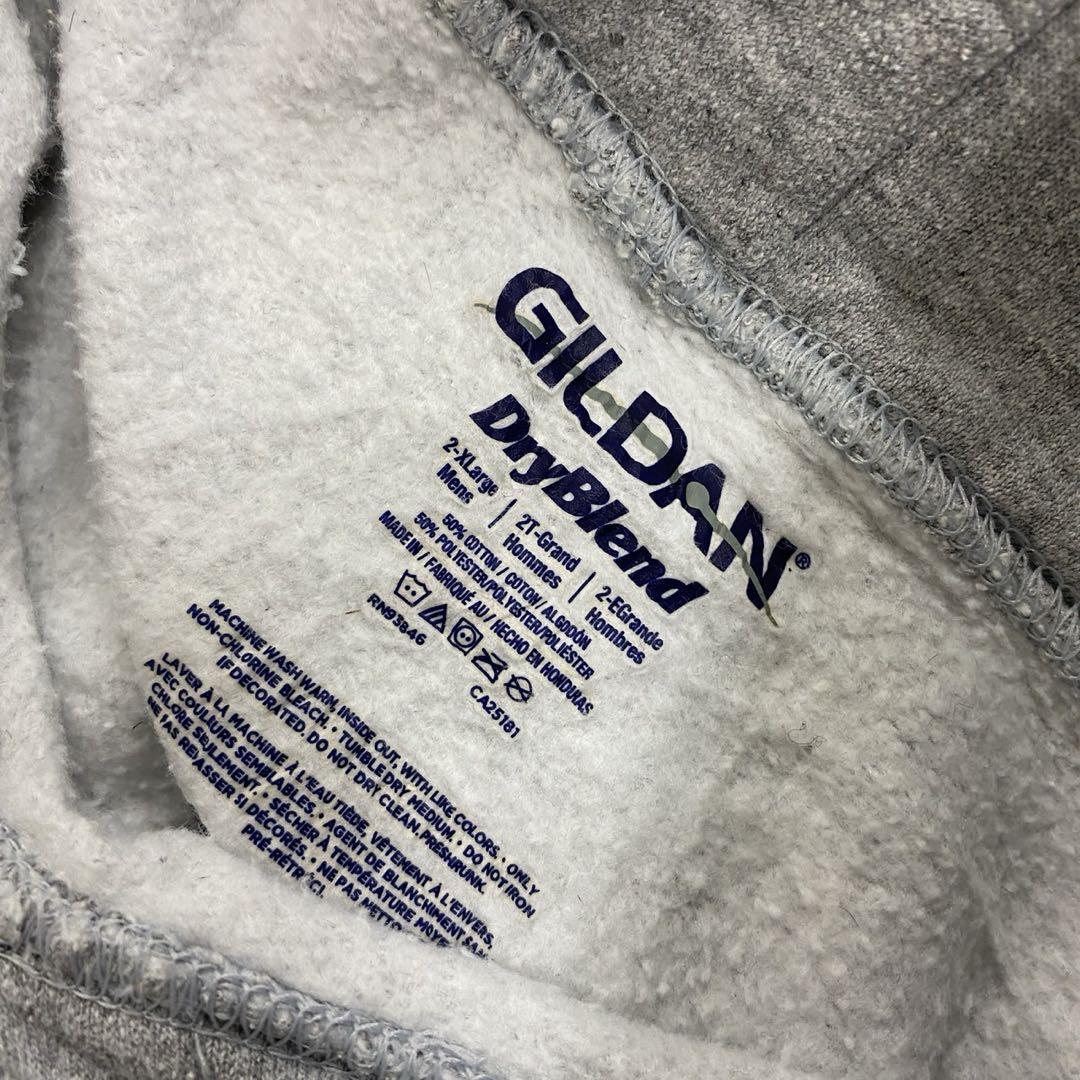 GILDAN®
DryBlend
2-XLarge | 2T-Grand | 2-EGrande
Mens | Hommes | Hombres
50% COTTON / COTON / ALGODÓN
50% POLYESTER/POLYESTER/POLIÉSTER
MADE IN / FABRIQUÉ AU / HECHO EN HONDURAS
RN93846 CA25181
MACHINE WASH WARM, INSIDE OUT, WITH LIKE COLORS. • ONLY
NON-CHLORINE BLEACH. • TUMBLE DRY MEDIUM. • DO NOT IRON
IF DECORATED. DO NOT DRY CLEAN. PRESHRUNK.
LAVER À LA MACHINE À L'EAU TIÈDE, VÊTEMENT À L'ENVERS,
AVEC COULEURS SEMBLABLES. • AGENT DE BLANCHIMENT
CHLORE SEULEMENT. • SÉCHER À TEMPÉRATURE
REPASSER SI DÉCORÉS. • NE PAS
PRÉ-RÉTRÉCI.